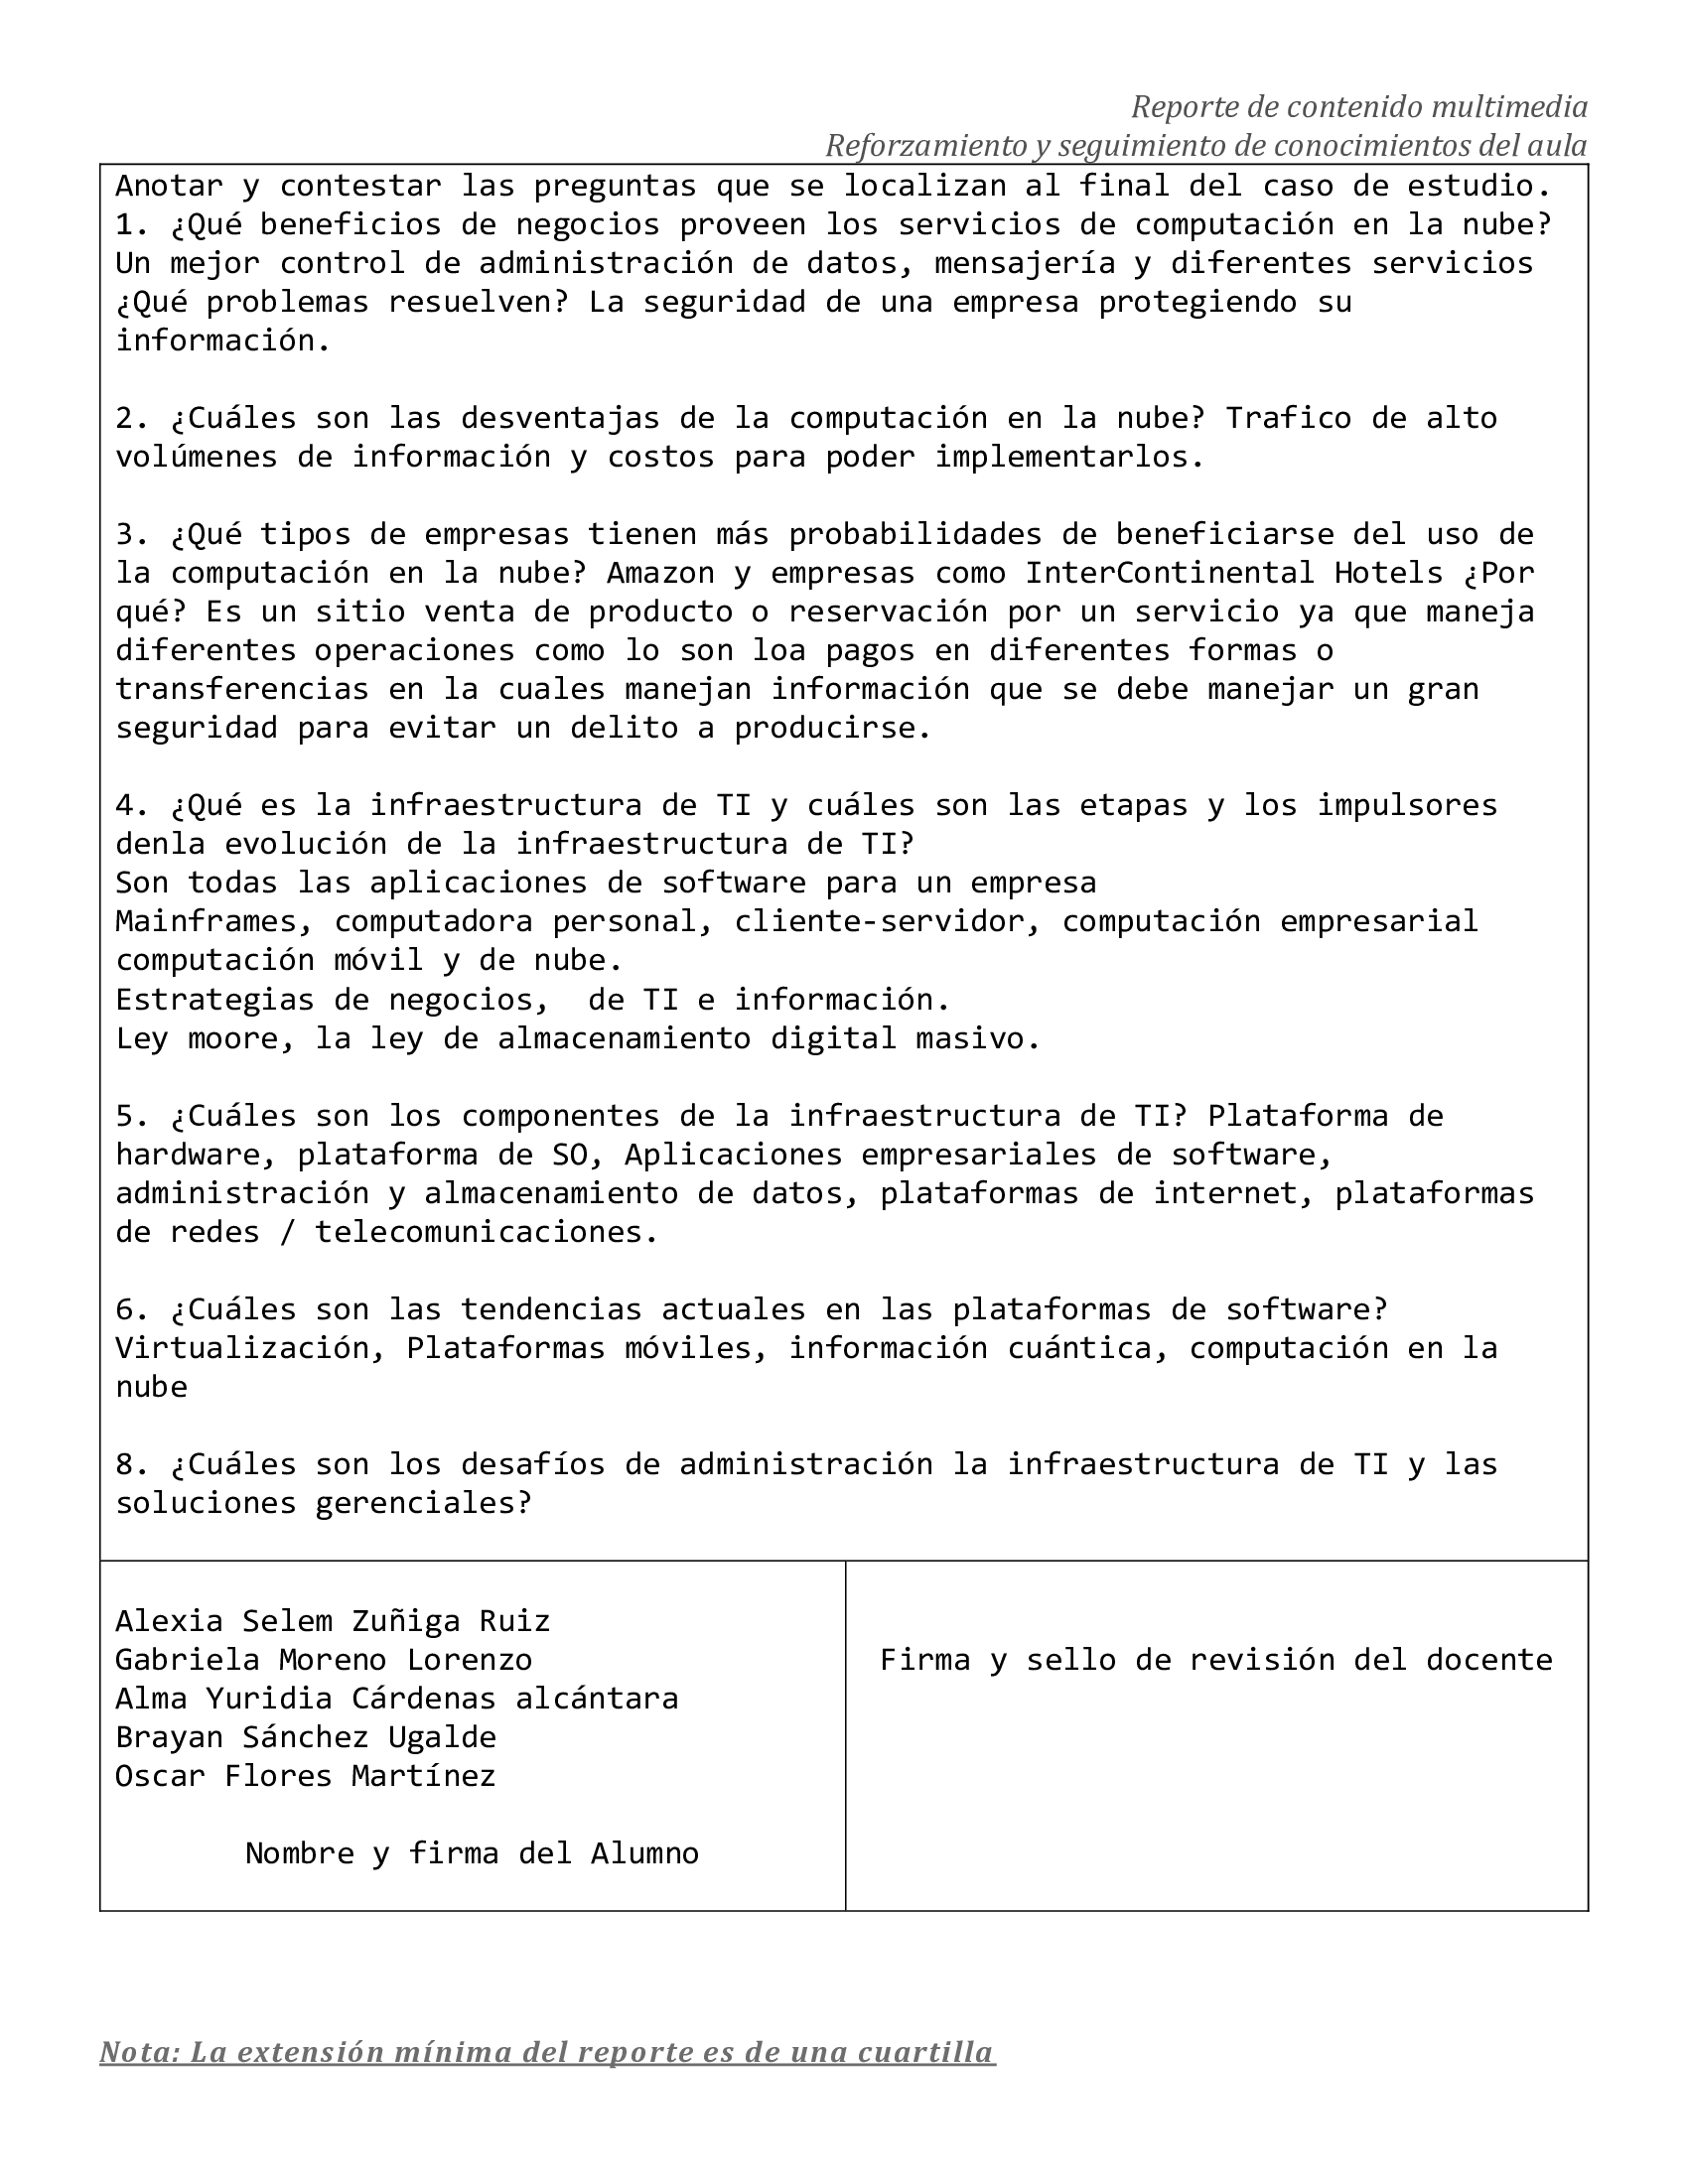 Reporte de contenido multimedia
Reforzamiento y seguimiento de conocimientos del aula
Anotar y contestar las preguntas que se localizan al final del caso de estudio.
1. ¿Qué beneficios de negocios proveen los servicios de computación en la nube?
Un mejor control de administración de datos, mensajería y diferentes servicios
¿Qué problemas resuelven? La seguridad de una empresa protegiendo su
información.
2. ¿Cuáles son las desventajas de la computación en la nube? Trafico de alto
volúmenes de información y costos para poder implementarlos.
3. ¿Qué tipos de empresas tienen más probabilidades de beneficiarse del uso de
la computación en la nube? Amazon y empresas como InterContinental Hotels ¿Por
qué? Es un sitio venta de producto o reservación por un servicio ya que maneja
diferentes operaciones como lo son loa pagos en diferentes formas o
transferencias en la cuales manejan información que se debe manejar un gran
seguridad para evitar un delito a producirse.
4. ¿Qué es la infraestructura de TI y cuáles son las etapas y los impulsores
denla evolución de la infraestructura de TI?
Son todas las aplicaciones de software para un empresa
Mainframes, computadora personal, cliente-servidor, computación empresarial
computación móvil y de nube.
Estrategias de negocios,  de TI e información.
Ley moore, la ley de almacenamiento digital masivo.
5. ¿Cuáles son los componentes de la infraestructura de TI? Plataforma de
hardware, plataforma de SO, Aplicaciones empresariales de software,
administración y almacenamiento de datos, plataformas de internet, plataformas
de redes / telecomunicaciones.
6. ¿Cuáles son las tendencias actuales en las plataformas de software?
Virtualización, Plataformas móviles, información cuántica, computación en la
nube
8. ¿Cuáles son los desafíos de administración la infraestructura de TI y las
soluciones gerenciales?
Alexia Selem Zuñiga Ruiz
Gabriela Moreno Lorenzo
Alma Yuridia Cárdenas alcántara
Brayan Sánchez Ugalde
Oscar Flores Martínez
Nombre y firma del Alumno
Firma y sello de revisión del docente
Nota: La extensión mínima del reporte es de una cuartilla